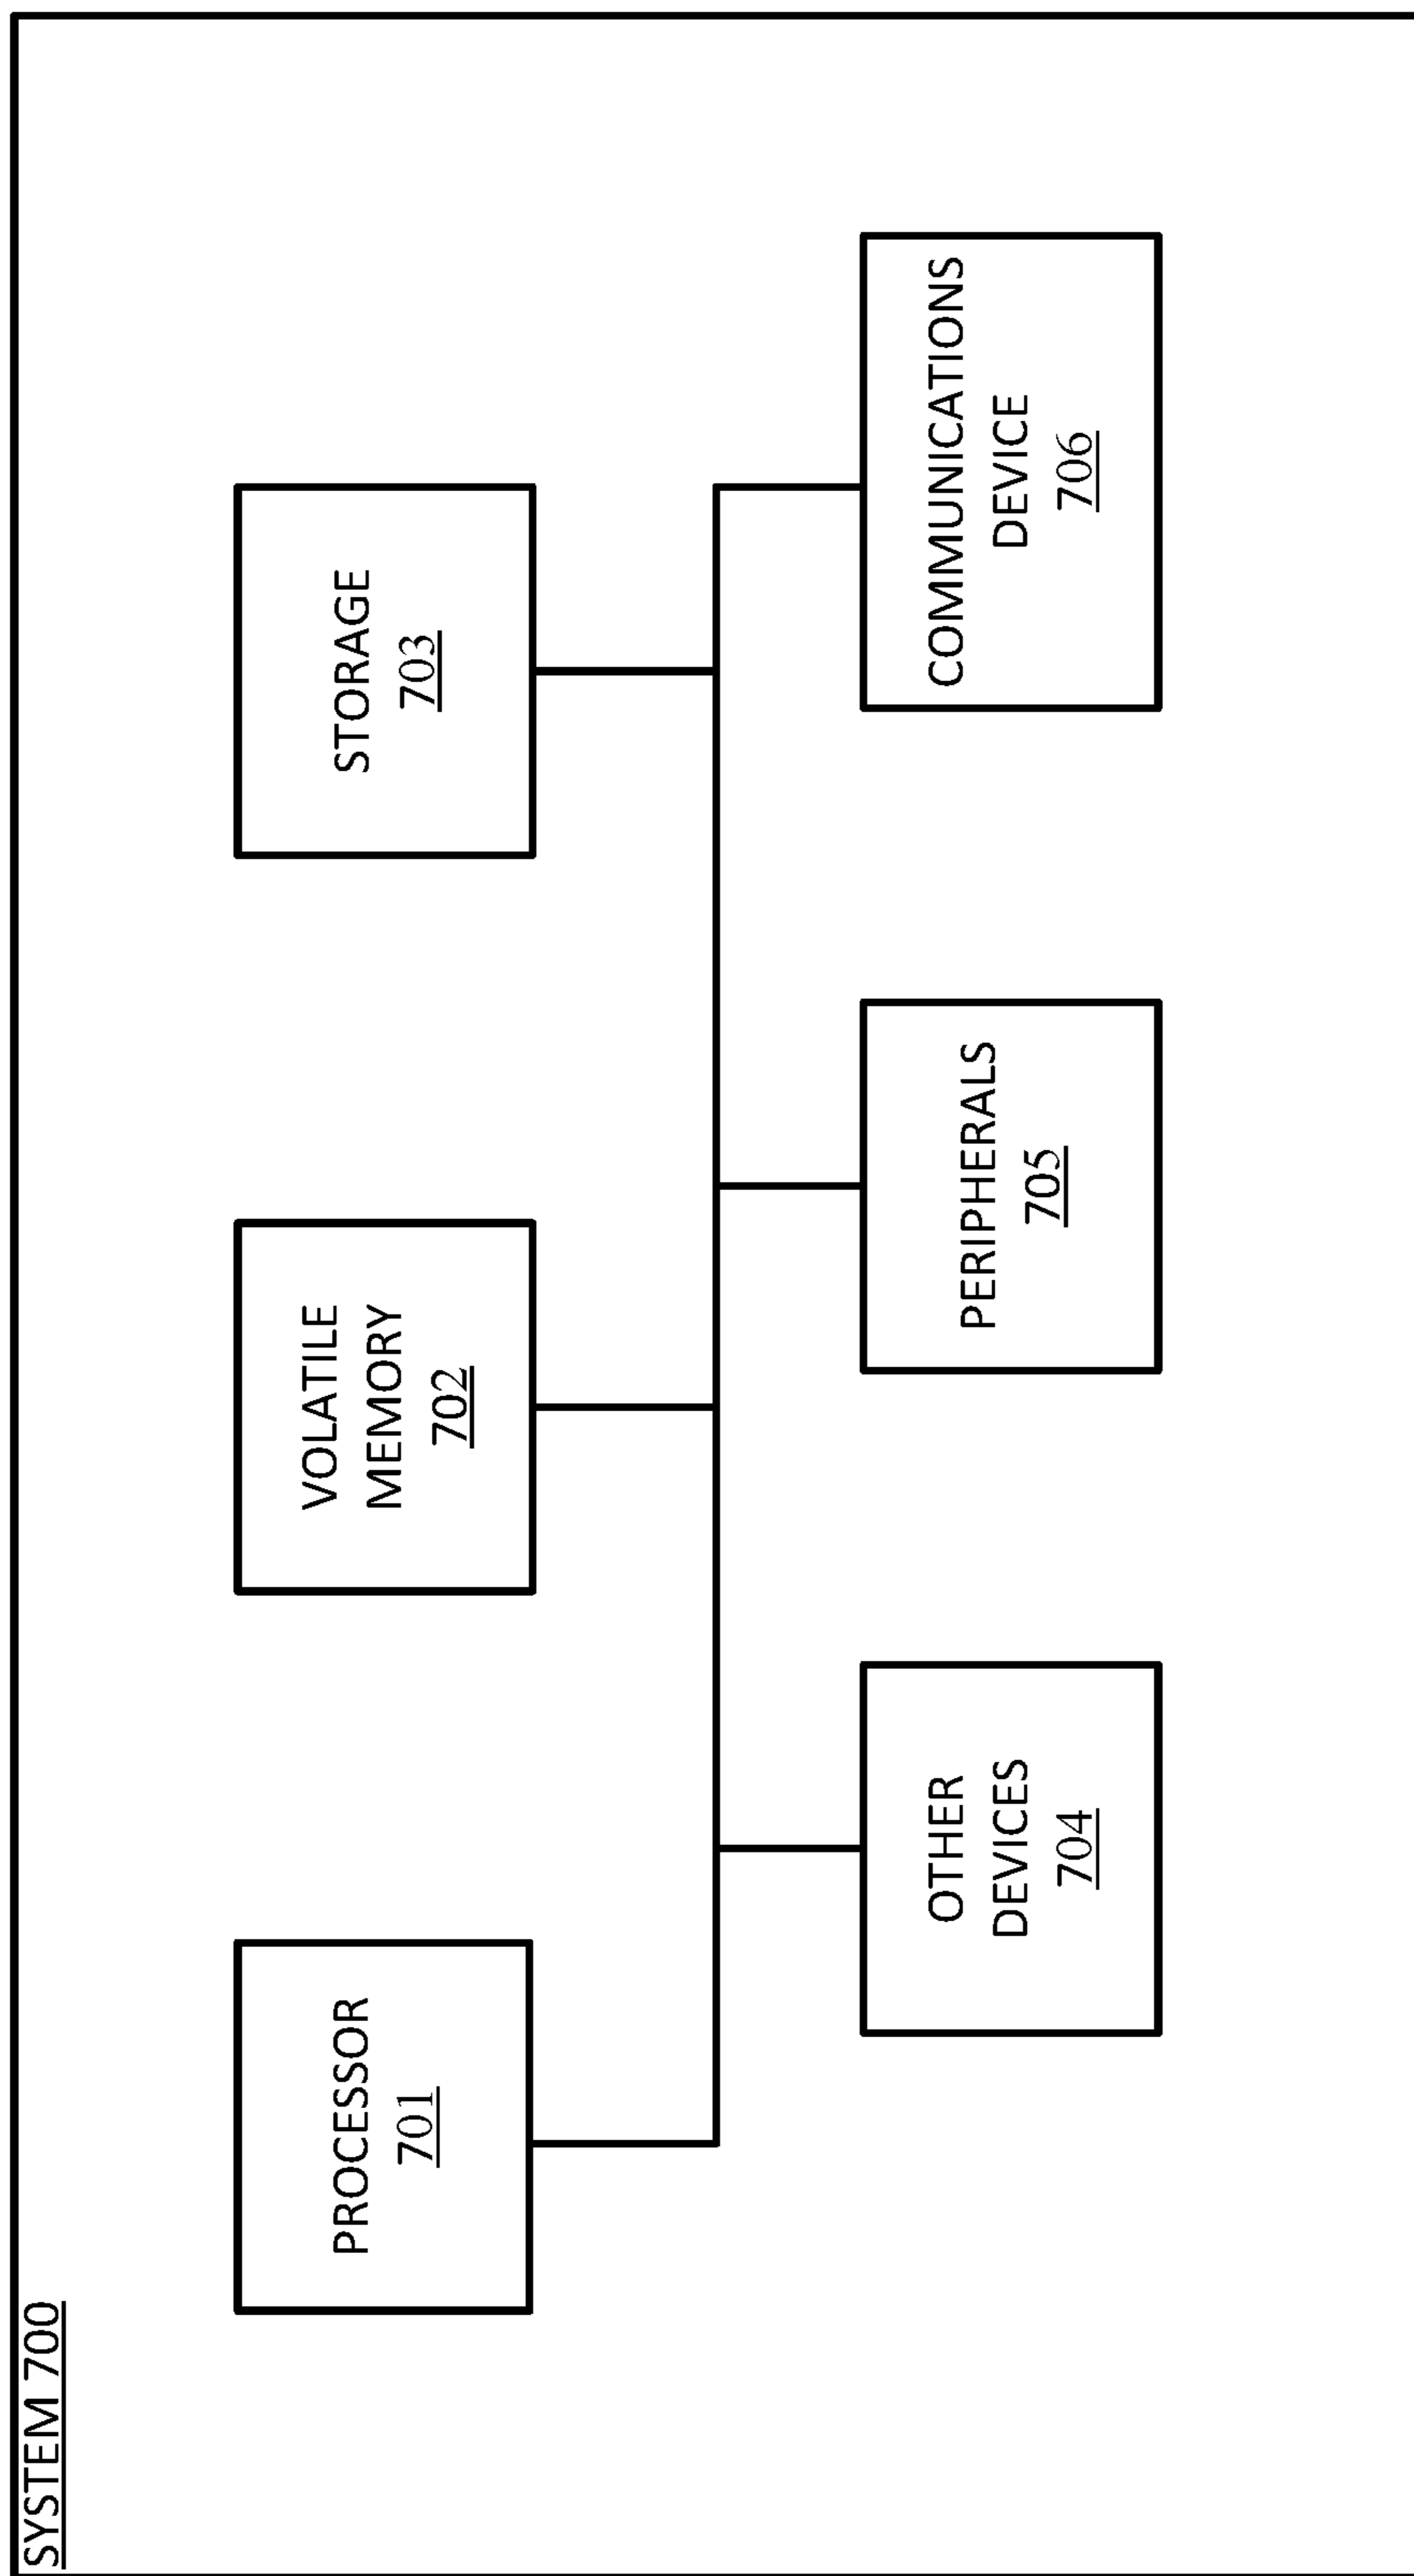 SYSTEM 700
PROCESSOR
701
VOLATILE
MEMORY
702
STORAGE
703
OTHER
DEVICES
704
PERIPHERALS
705
COMMUNICATIONS
DEVICE
706